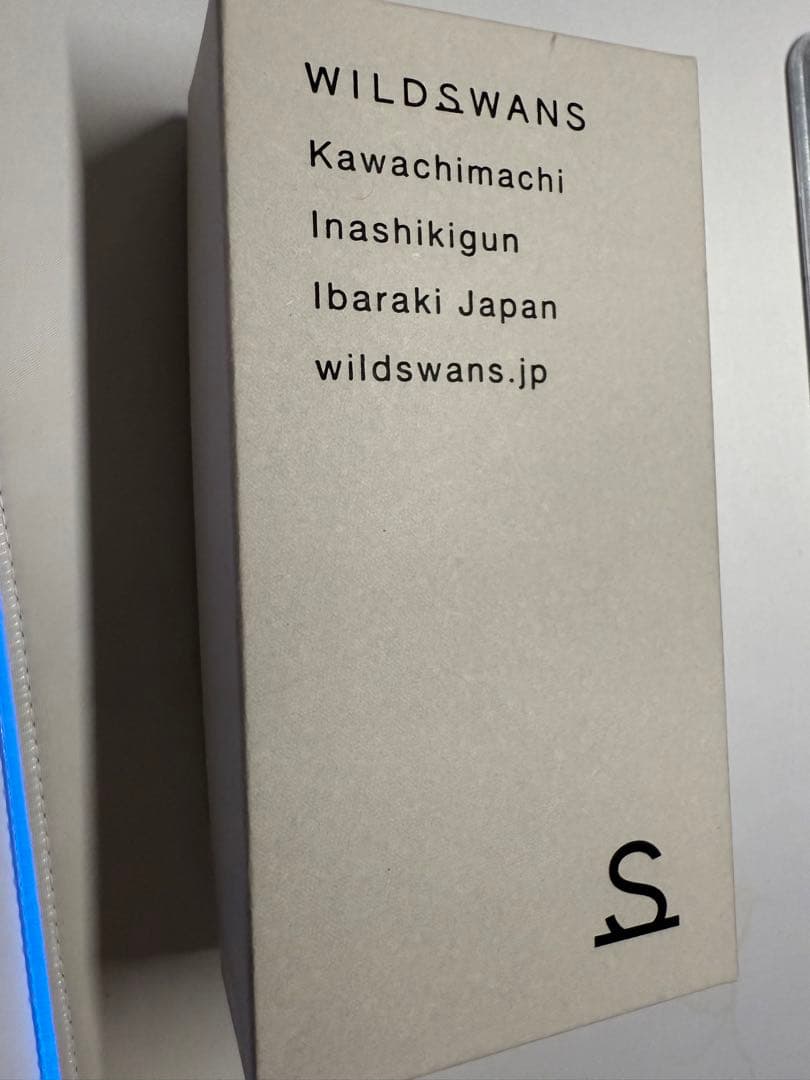 WILDSWANS
Kawachimachi
Inashikigun
Ibaraki Japan
wildswans.jp
S